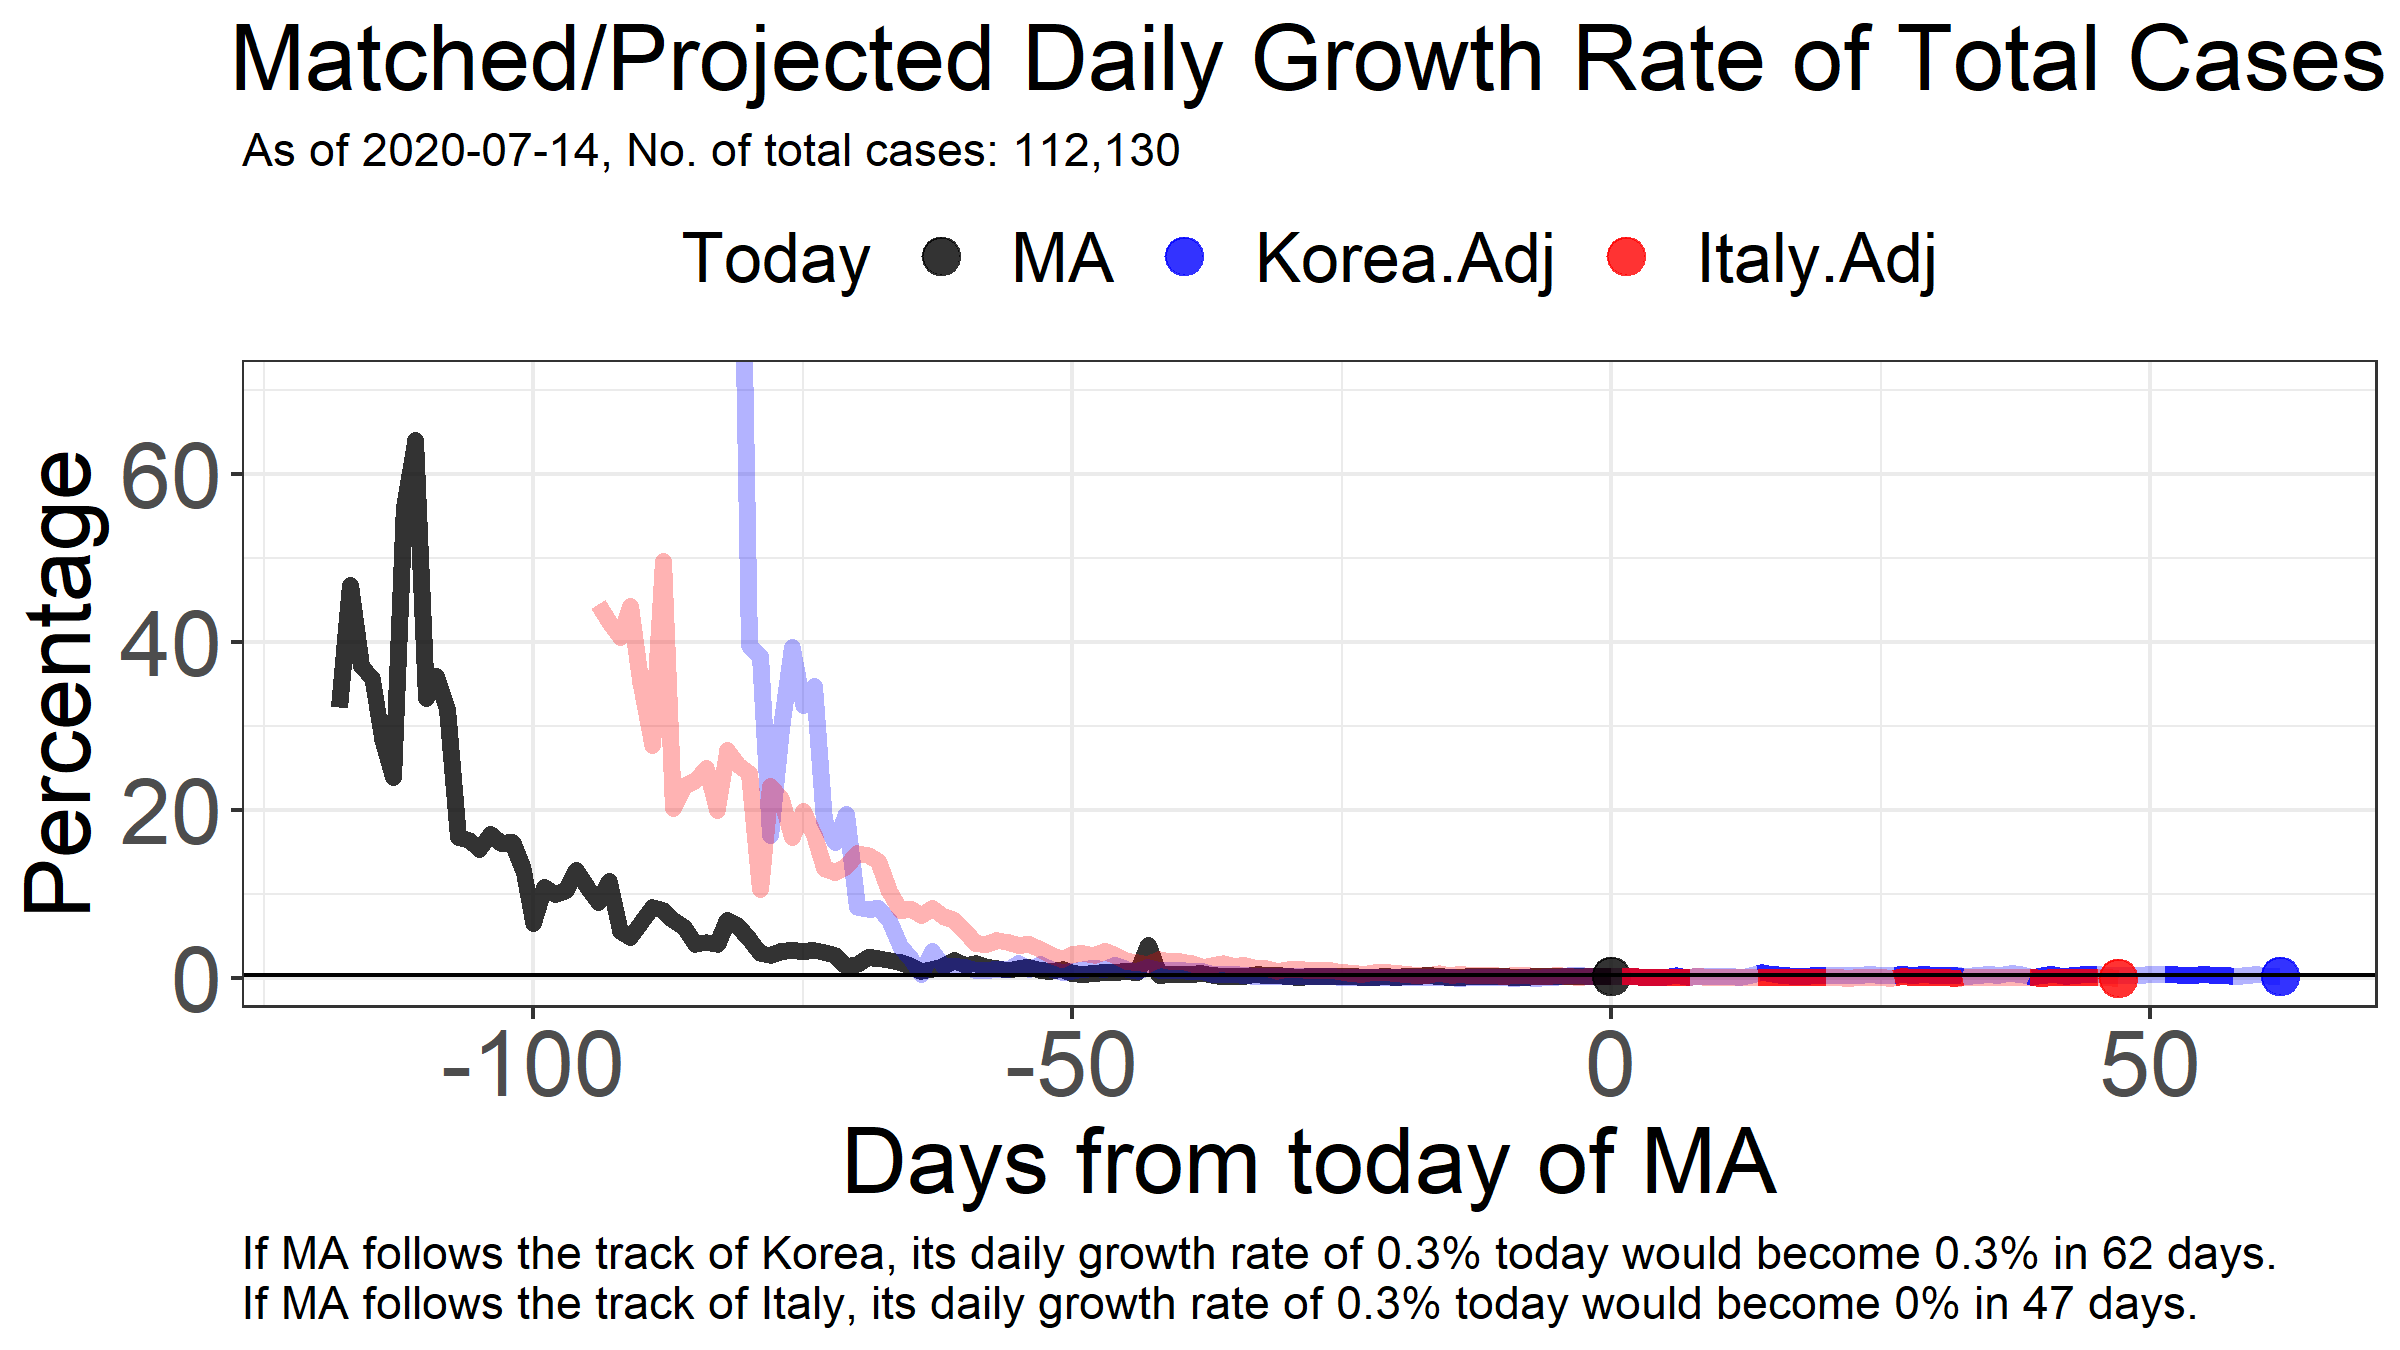 Matched/Projected Daily Growth Rate of Total Cases
As of 2020-07-14, No. of total cases: 112,130
Today MA Korea.Adj Italy.Adj
Percentage
60
40
20
0
-100 -50 0 50
Days from today of MA
If MA follows the track of Korea, its daily growth rate of 0.3% today would become 0.3% in 62 days.
If MA follows the track of Italy, its daily growth rate of 0.3% today would become 0% in 47 days.